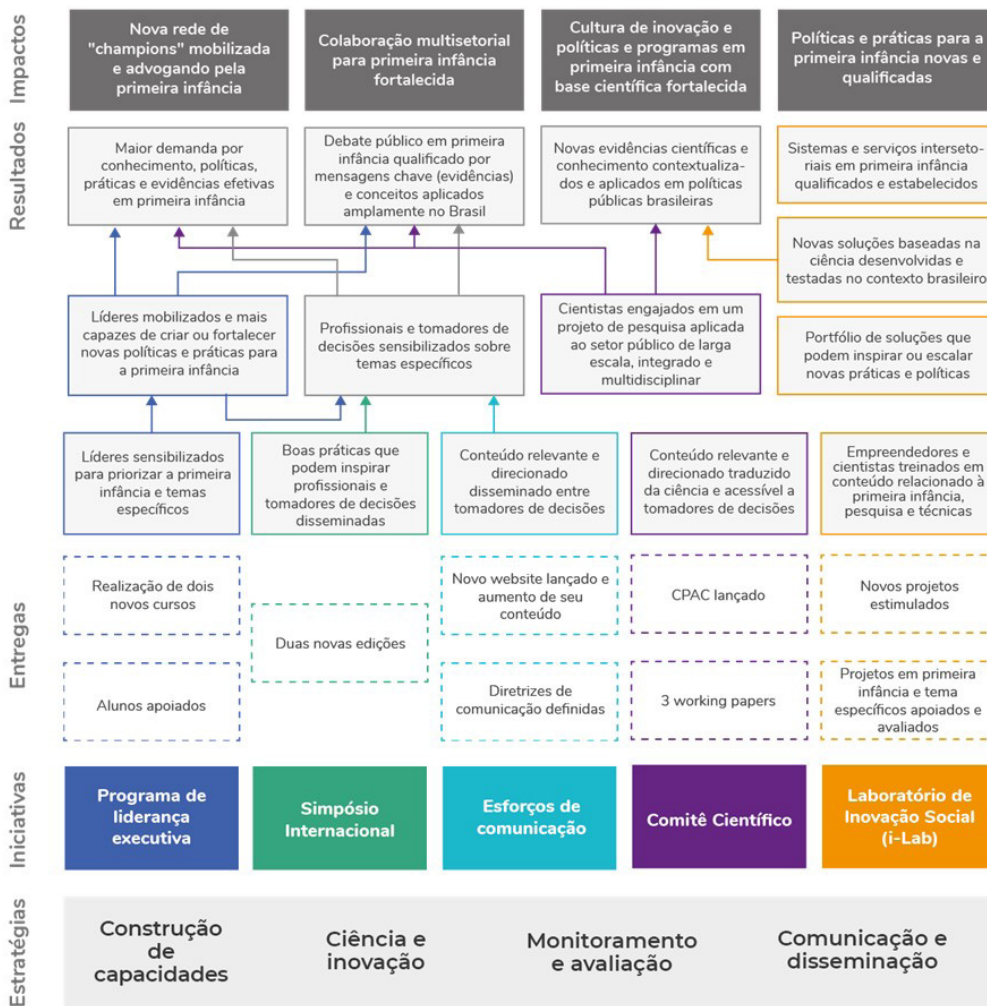 Impactos
Nova rede de
"champions" mobilizada
e advogando pela
primeira infância
Colaboração multisetorial
para primeira infância
fortalecida
Cultura de inovação e
políticas e programas em
primeira infância com
base científica fortalecida
Políticas e práticas para a
primeira infância novas e
qualificadas
Resultados
Maior demanda por
conhecimento, políticas,
práticas e evidências efetivas
em primeira infância
Debate público em primeira
infância qualificado por
mensagens chave (evidências)
e conceitos aplicados
amplamente no Brasil
Novas evidências científicas e
conhecimento contextualiza-
dos e aplicados em políticas
públicas brasileiras
Sistemas e serviços interseto-
riais em primeira infância
qualificados e estabelecidos
Novas soluções baseadas na
ciência desenvolvidas e
testadas no contexto brasileiro
Líderes mobilizados e mais
capazes de criar ou fortalecer
novas políticas e práticas para
a primeira infância
Profissionais e tomadores de
decisões sensibilizados sobre
temas específicos
Cientistas engajados em um
projeto de pesquisa aplicada
ao setor público de larga
escala, integrado e
multidisciplinar
Portfólio de soluções que
podem inspirar ou escalar
novas práticas e políticas
Líderes sensibilizados
para priorizar a primeira
infância e temas
específicos
Boas práticas que
podem inspirar
profissionais e
tomadores de decisões
disseminadas
Conteúdo relevante e
direcionado
disseminado entre
tomadores de decisões
Conteúdo relevante e
direcionado traduzido
da ciência e acessível a
tomadores de decisões
Empreendedores e
cientistas treinados em
conteúdo relacionado à
primeira infância,
pesquisa e técnicas
Entregas
Realização de dois
novos cursos
Alunos apoiados
Duas novas edições
Novo website lançado e
aumento de seu
conteúdo
Diretrizes de
comunicação definidas
CPAC lançado
3 working papers
Novos projetos
estimulados
Projetos em primeira
infância e tema
específicos apoiados e
avaliados
Iniciativas
Programa de
liderança
executiva
Simpósio
Internacional
Esforços de
comunicação
Comitê Científico
Laboratório de
Inovação Social
(i-Lab)
Estratégias
Construção
de
capacidades
Ciência e
inovação
Monitoramento
e avaliação
Comunicação e
disseminação